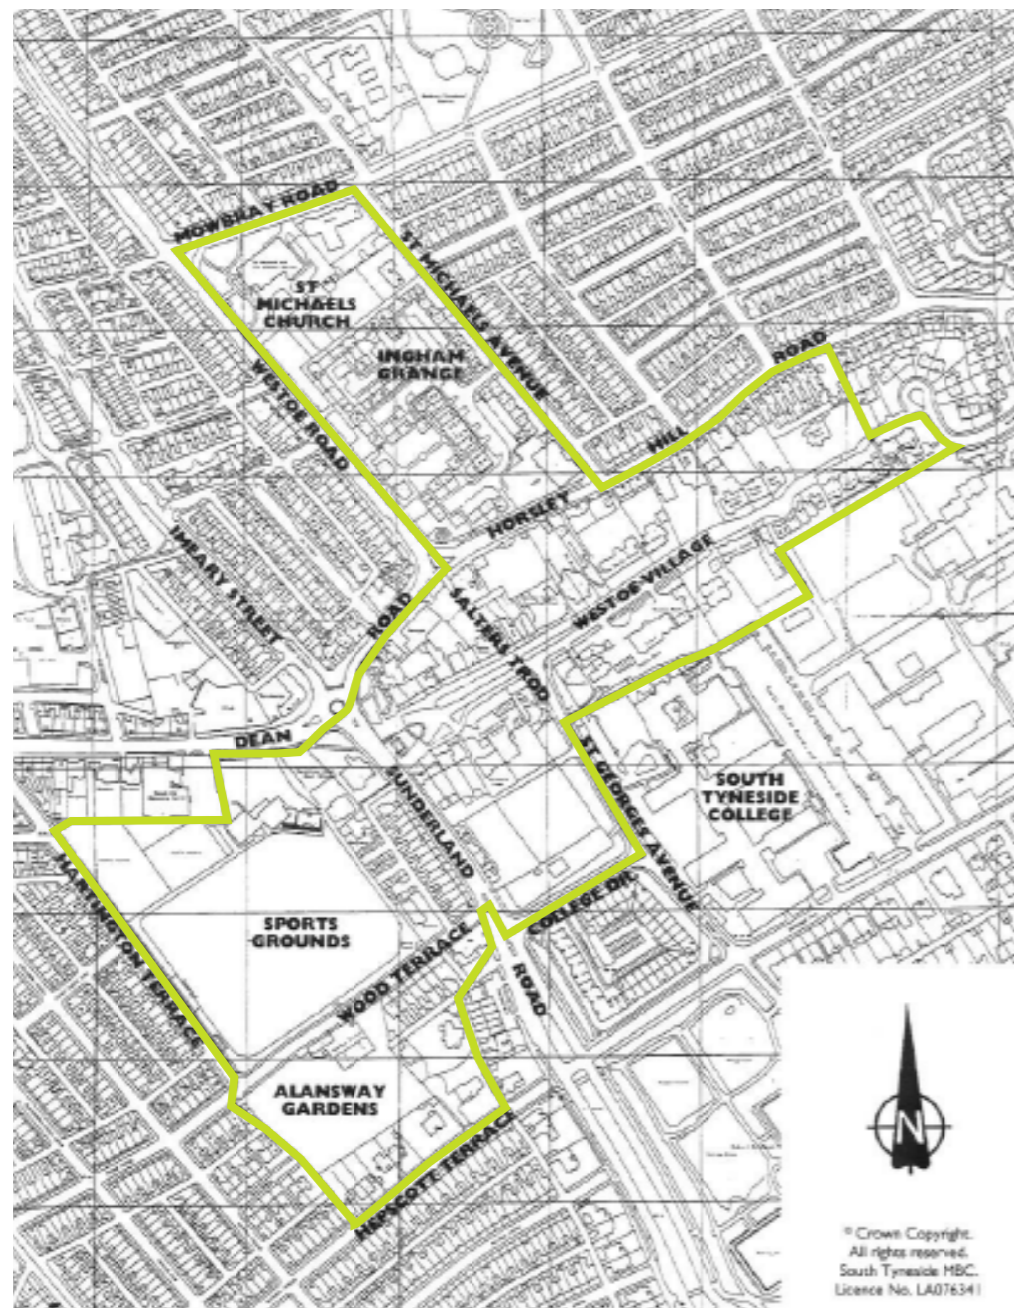 MOWBRAY ROAD
ST MICHAELS AVENUE
ST
MICHAELS
CHURCH
INGHAM
GRANGE
WESTOE ROAD
ROAD
HILL
HORSLEY
IMEARY STREET
ROAD
SALTERS TROD
WESTOE VILLAGE
DEAN
SUNDERLAND
ST GEORGES AVENUE
SOUTH
TYNESIDE
COLLEGE
HARTINGTON TERRACE
SPORTS
GROUNDS
WOOD TERRACE
COLLEGE DR.
ROAD
ALANSWAY
GARDENS
HEPSCOTT TERRACE
N
© Crown Copyright.
All rights reserved.
South Tyneside MBC.
Licence No. LA076341